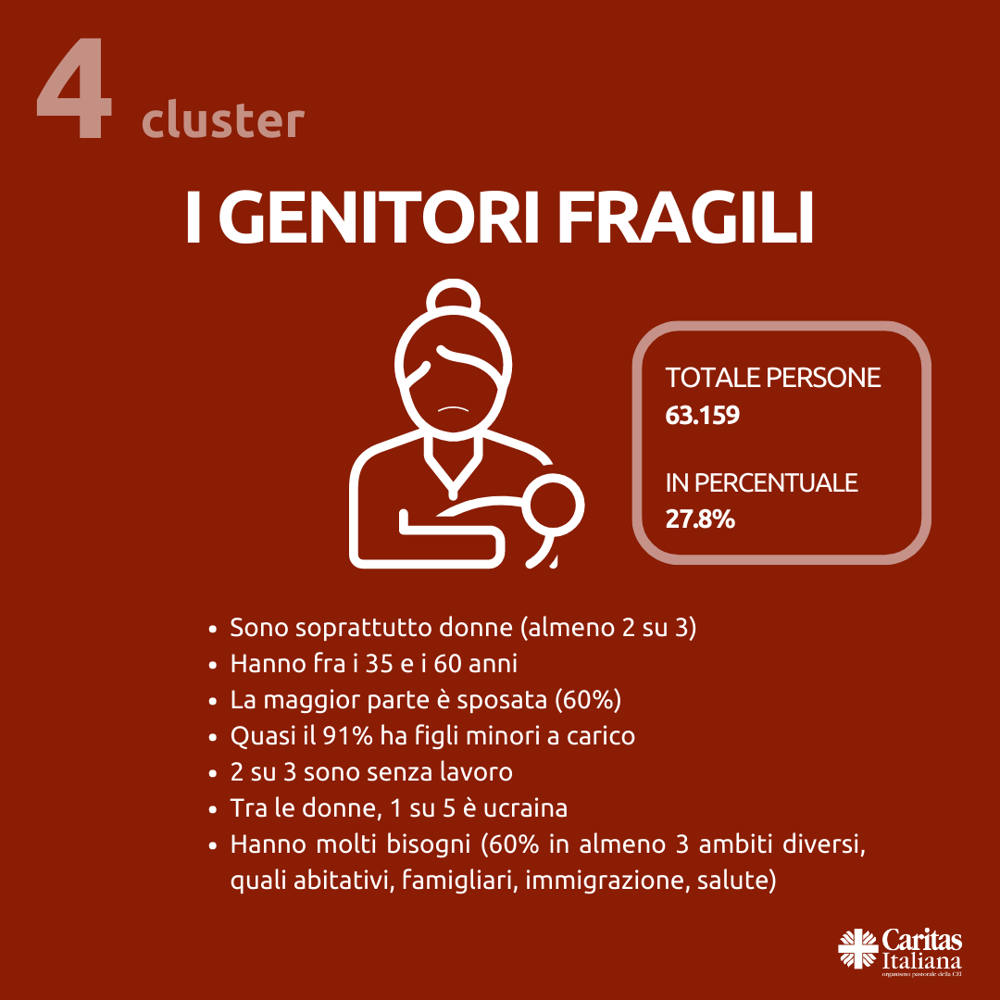 4 cluster
I GENITORI FRAGILI
TOTALE PERSONE
63.159
IN PERCENTUALE
27.8%
• Sono soprattutto donne (almeno 2 su 3)
• Hanno fra i 35 e i 60 anni
• La maggior parte è sposata (60%)
• Quasi il 91% ha figli minori a carico
• 2 su 3 sono senza lavoro
• Tra le donne, 1 su 5 è ucraina
• Hanno molti bisogni (60% in almeno 3 ambiti diversi,
quali abitativi, famigliari, immigrazione, salute)
Caritas
Italiana
organismo pastorale della CEI